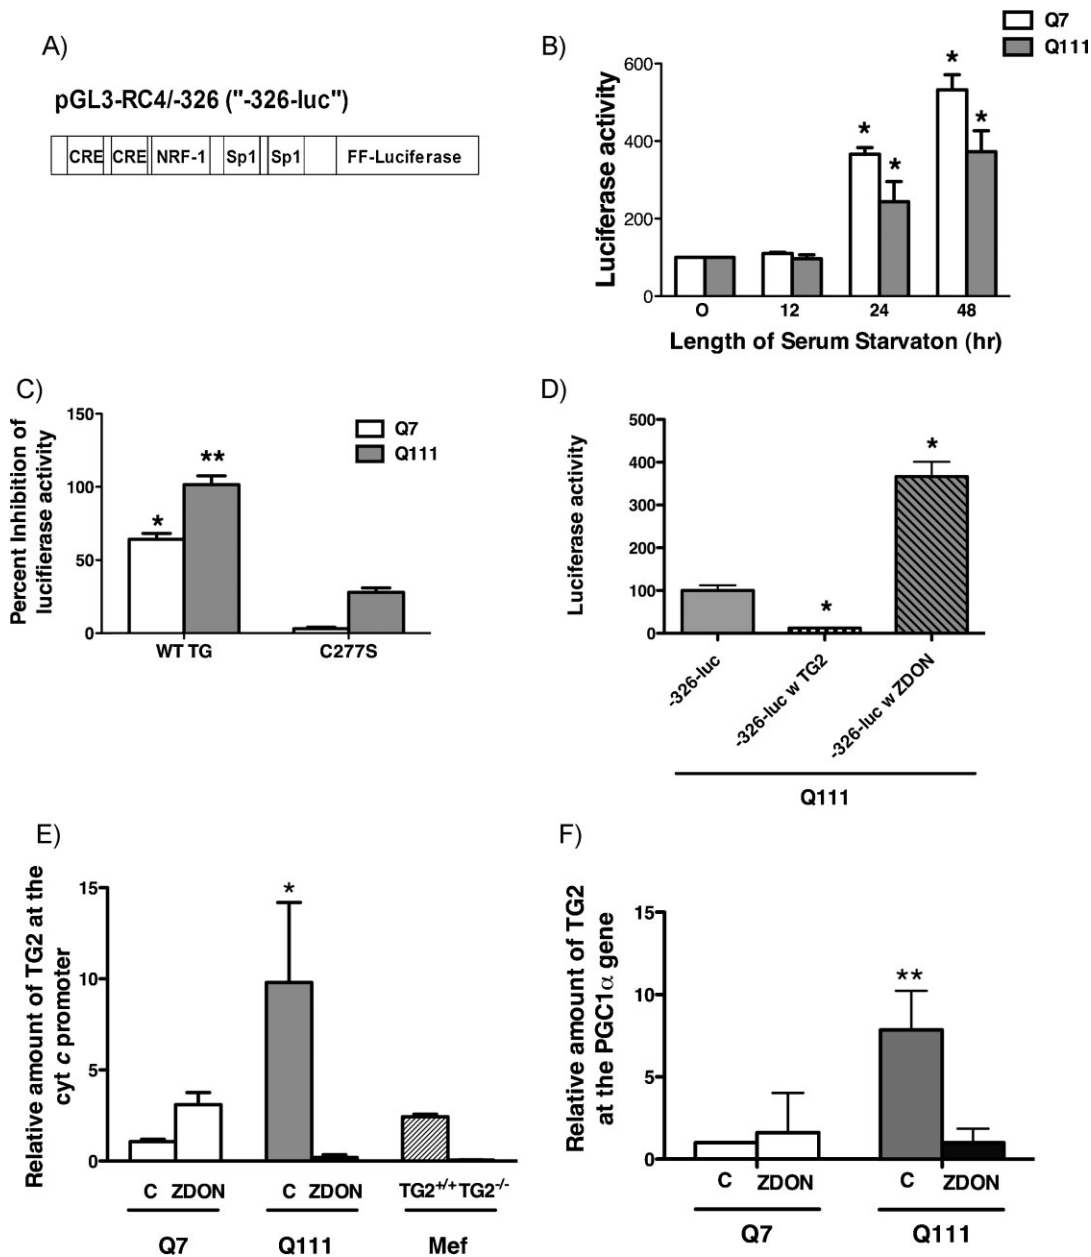 A)
pGL3-RC4/-326 ("-326-luc")
CRE CRE NRF-1 Sp1 Sp1 FF-Luciferase
B)
Q7
Q111
Luciferase activity
600
400
200
0
O 12 24 48
* * * *
Length of Serum Starvaton (hr)
C)
Percent Inhibition of
lucifierase activity
150
100
50
0
Q7
Q111
* **
WT TG C277S
D)
Luciferase activity
500
400
300
200
100
0
* *
-326-luc
-326-luc w TG2
-326-luc w ZDON
Q111
E)
Relative amount of TG2 at the
cyt c promoter
15
10
5
0
*
C ZDON C ZDON TG2+/+ TG2-/-
Q7 Q111 Mef
F)
Relative amount of TG2
at the PGC1α gene
15
10
5
0
**
C ZDON C ZDON
Q7 Q111